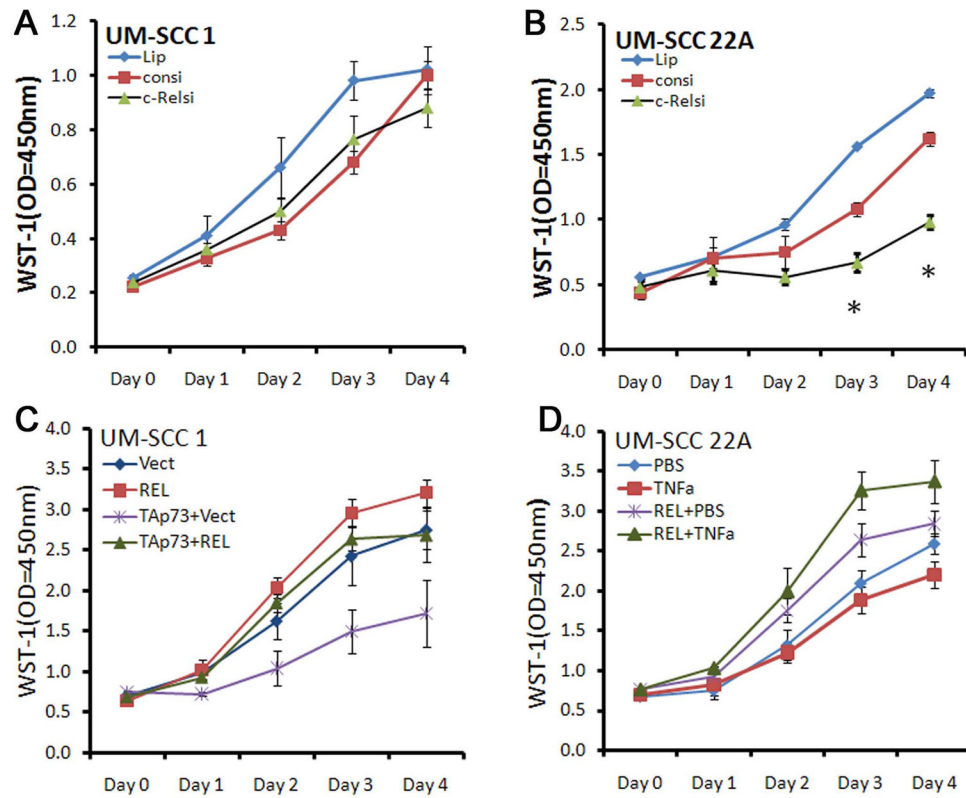 A
UM-SCC 1
Lip
consi
c-Relsi
WST-1(OD=450nm)
1.2
1.0
0.8
0.6
0.4
0.2
0.0
Day 0 Day 1 Day 2 Day 3 Day 4
B
UM-SCC 22A
Lip
consi
c-Relsi
WST-1(OD=450nm)
2.5
2.0
1.5
1.0
0.5
0.0
*
*
Day 0 Day 1 Day 2 Day 3 Day 4
C
UM-SCC 1
Vect
REL
TAp73+Vect
TAp73+REL
WST-1(OD=450nm)
4.0
3.5
3.0
2.5
2.0
1.5
1.0
0.5
0.0
Day 0 Day 1 Day 2 Day 3 Day 4
D
UM-SCC 22A
PBS
TNFa
REL+PBS
REL+TNFa
WST-1(OD=450nm)
4.0
3.5
3.0
2.5
2.0
1.5
1.0
0.5
0.0
Day 0 Day 1 Day 2 Day 3 Day 4